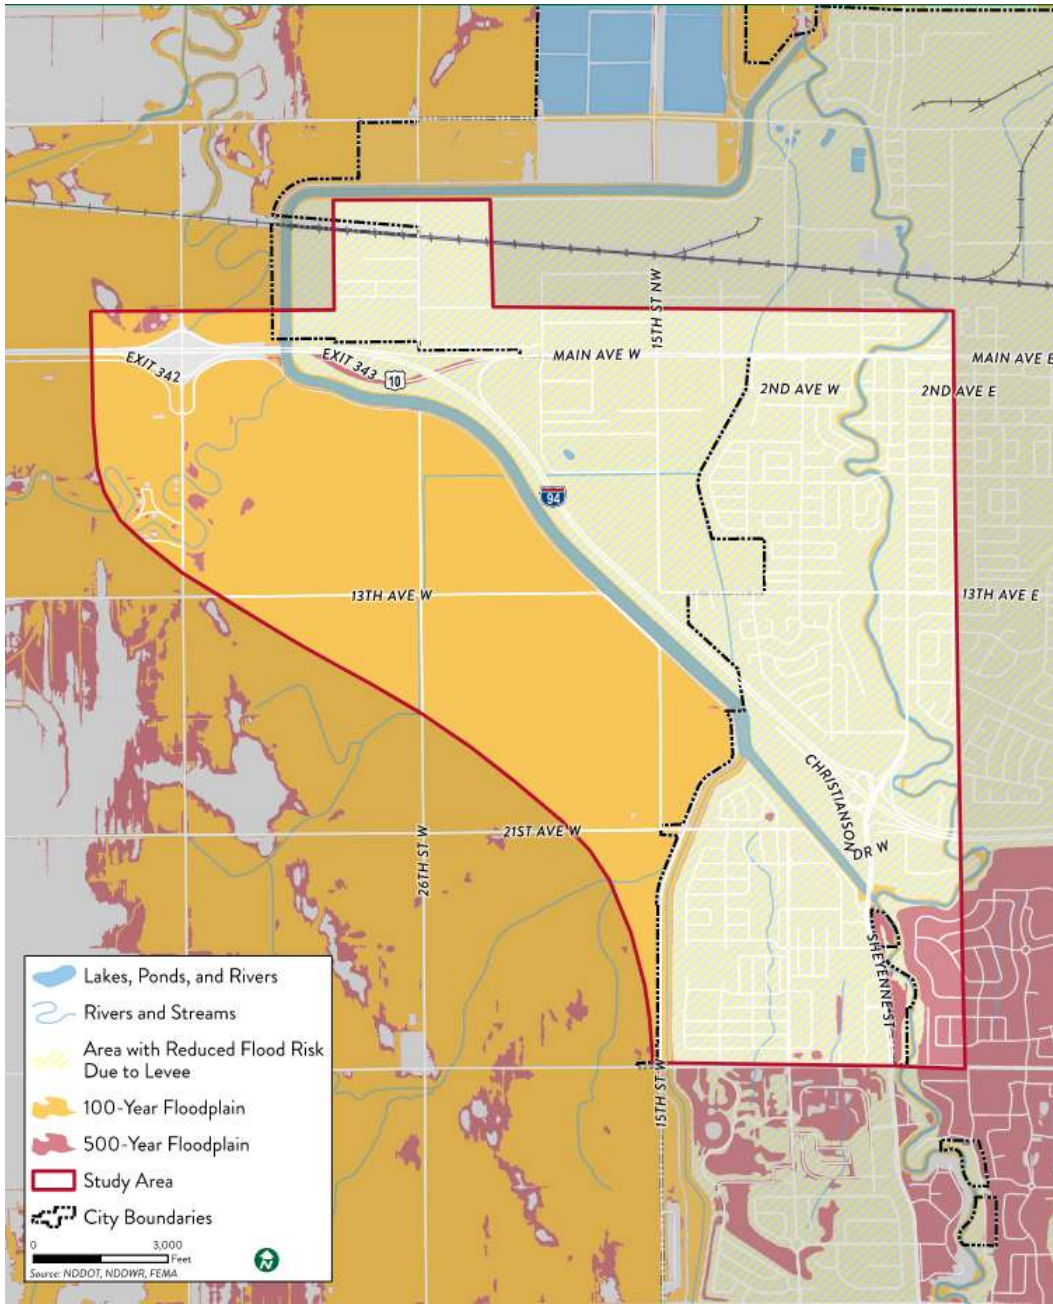 15TH ST NW
MAIN AVE W
MAIN AVE E
EXIT 342
EXIT 343
10
2ND AVE W
2ND AVE E
94
13TH AVE W
13TH AVE E
CHRISTIANSON
DR W
21ST AVE W
26TH ST W
SHEYENNE ST
15TH ST W
Lakes, Ponds, and Rivers
Rivers and Streams
Area with Reduced Flood Risk
Due to Levee
100-Year Floodplain
500-Year Floodplain
Study Area
City Boundaries
0 3,000
Feet
N
Source: NDDOT, NDDWR, FEMA